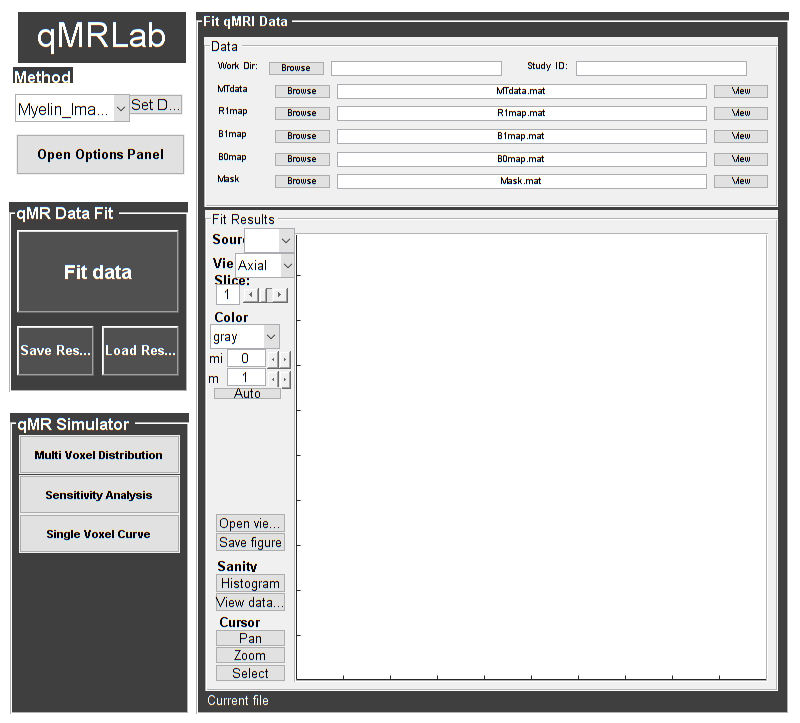 qMRLab
Method
Myelin_Ima...
Set D...
Open Options Panel
qMR Data Fit
Fit data
Save Res...
Load Res...
qMR Simulator
Multi Voxel Distribution
Sensitivity Analysis
Single Voxel Curve
Fit qMRI Data
Data
Work Dir: Browse Study ID:
MTdata Browse MTdata.mat View
R1map Browse R1map.mat View
B1map Browse B1map.mat View
B0map Browse B0map.mat View
Mask Browse Mask.mat View
Fit Results
Sour
Vie Axial
Slice:
1
Color
gray
mi 0
m 1
Auto
Open vie...
Save figure
Sanity
Histogram
View data...
Cursor
Pan
Zoom
Select
Current file